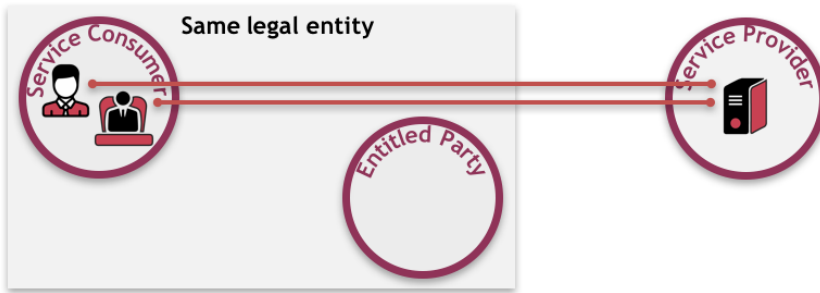 Same legal entity
Service Consumer
Service Provider
Entitled Party